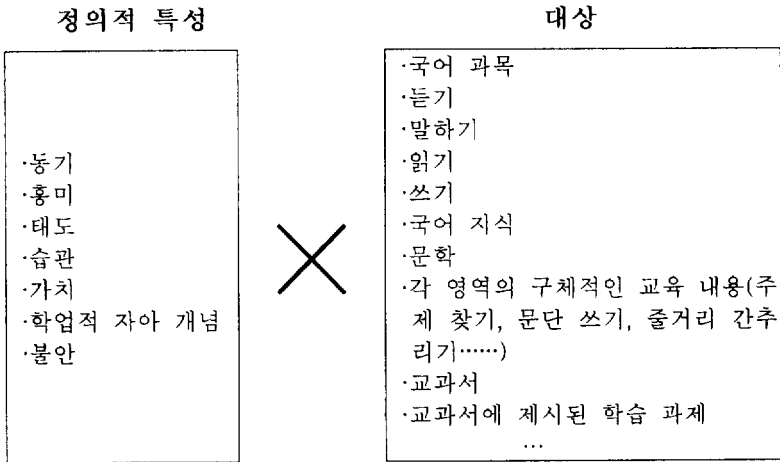 정의적 특성
대상
·동기
·흥미
·태도
·습관
·가치
·학업적 자아 개념
·불안
·국어 과목
·듣기
·말하기
·읽기
·쓰기
·국어 지식
·문학
·각 영역의 구체적인 교육 내용(주
제 찾기, 문단 쓰기, 줄거리 간추
리기……)
·교과서
·교과서에 제시된 학습 과제
…